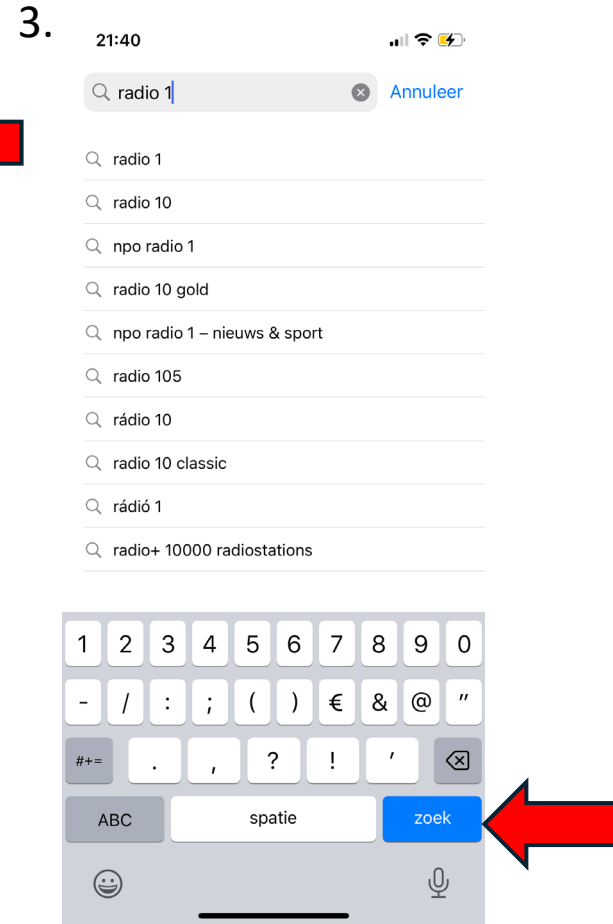 3.
21:40
radio 1
Annuleer
radio 1
radio 10
npo radio 1
radio 10 gold
npo radio 1 – nieuws & sport
radio 105
rádio 10
radio 10 classic
rádió 1
radio+ 10000 radiostations
1 2 3 4 5 6 7 8 9 0
- / : ; ( ) € & @ "
#+= . , ? ! '
ABC spatie zoek